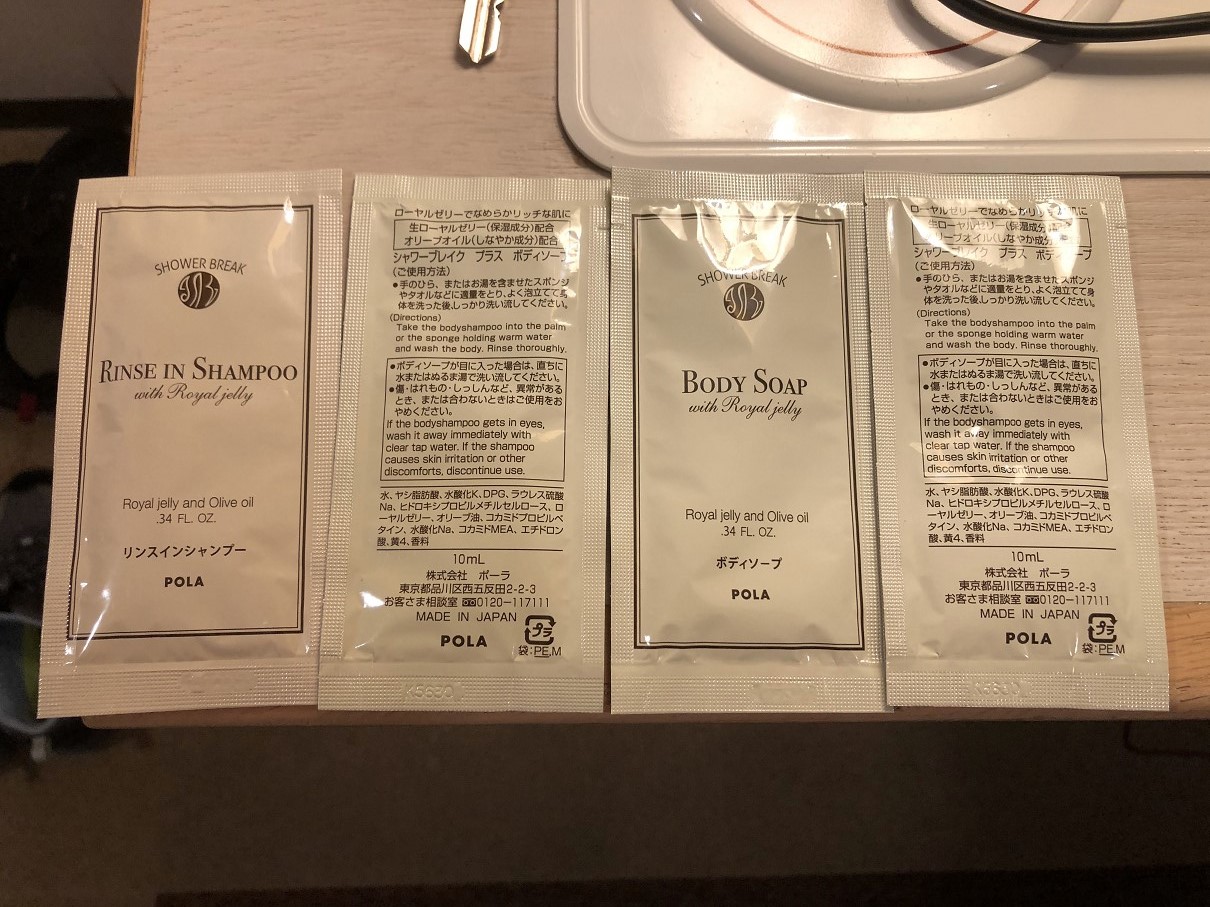 SHOWER BREAK
RINSE IN SHAMPOO
with Royal jelly
Royal jelly and Olive oil
.34 FL. OZ.
リンスインシャンプー
POLA
ローヤルゼリーでなめらかリッチな肌に
生ローヤルゼリー(保湿成分)配合
オリーブオイル(しなやか成分)配合
シャワーブレイク プラス ボディソープ
(ご使用方法)
●手のひら、またはお湯を含ませたスポンジ
やタオルなどに適量をとり、よく泡立てて身
体を洗った後、しっかり洗い流してください。
(Directions)
Take the bodyshampoo into the palm
or the sponge holding warm water
and wash the body. Rinse thoroughly.
●ボディソープが目に入った場合は、直ちに
水またはぬるま湯で洗い流してください。
●傷・はれもの・しっしんなど、異常がある
とき、または合わないときはご使用をお
やめください。
If the bodyshampoo gets in eyes,
wash it away immediately with
clear tap water. If the shampoo
causes skin irritation or other
discomforts, discontinue use.
水、ヤシ脂肪酸、水酸化K、DPG、ラウレス硫酸
Na、ヒドロキシプロピルメチルセルロース、ロ
ーヤルゼリー、オリーブ油、コカミドプロピルベ
タイン、水酸化Na、コカミドMEA、エチドロン
酸、黄4、香料
10mL
株式会社 ポーラ
東京都品川区西五反田2-2-3
お客さま相談室 0120-117111
MADE IN JAPAN
POLA
プラ
袋:PE,M
K5630
SHOWER BREAK
BODY SOAP
with Royal jelly
Royal jelly and Olive oil
.34 FL. OZ.
ボディソープ
POLA
ローヤルゼリーでなめらかリッチな肌に
生ローヤルゼリー(保湿成分)配合
オリーブオイル(しなやか成分)
シャワーブレイク プラス ボディソープ
(ご使用方法)
●手のひら、またはお湯を含ませたスポンジ
やタオルなどに適量をとり、よく泡立てて身
体を洗った後、しっかり洗い流してください。
(Directions)
Take the bodyshampoo into the palm
or the sponge holding warm water
and wash the body. Rinse thoroughly.
●ボディソープが目に入った場合は、直ちに
水またはぬるま湯で洗い流してください。
●傷・はれもの・しっしんなど、異常がある
とき、または合わないときはご使用をお
やめください。
If the bodyshampoo gets in eyes,
wash it away immediately with
clear tap water. If the shampoo
causes skin irritation or other
discomforts, discontinue use.
水、ヤシ脂肪酸、水酸化K、DPG、ラウレス硫酸
Na、ヒドロキシプロピルメチルセルロース、ロ
ーヤルゼリー、オリーブ油、コカミドプロピルベ
タイン、水酸化Na、コカミドMEA、エチドロン
酸、黄4、香料
10mL
株式会社 ポーラ
東京都品川区西五反田2-2-3
お客さま相談室 0120-117111
MADE IN JAPAN
POLA
プラ
袋:PE,M